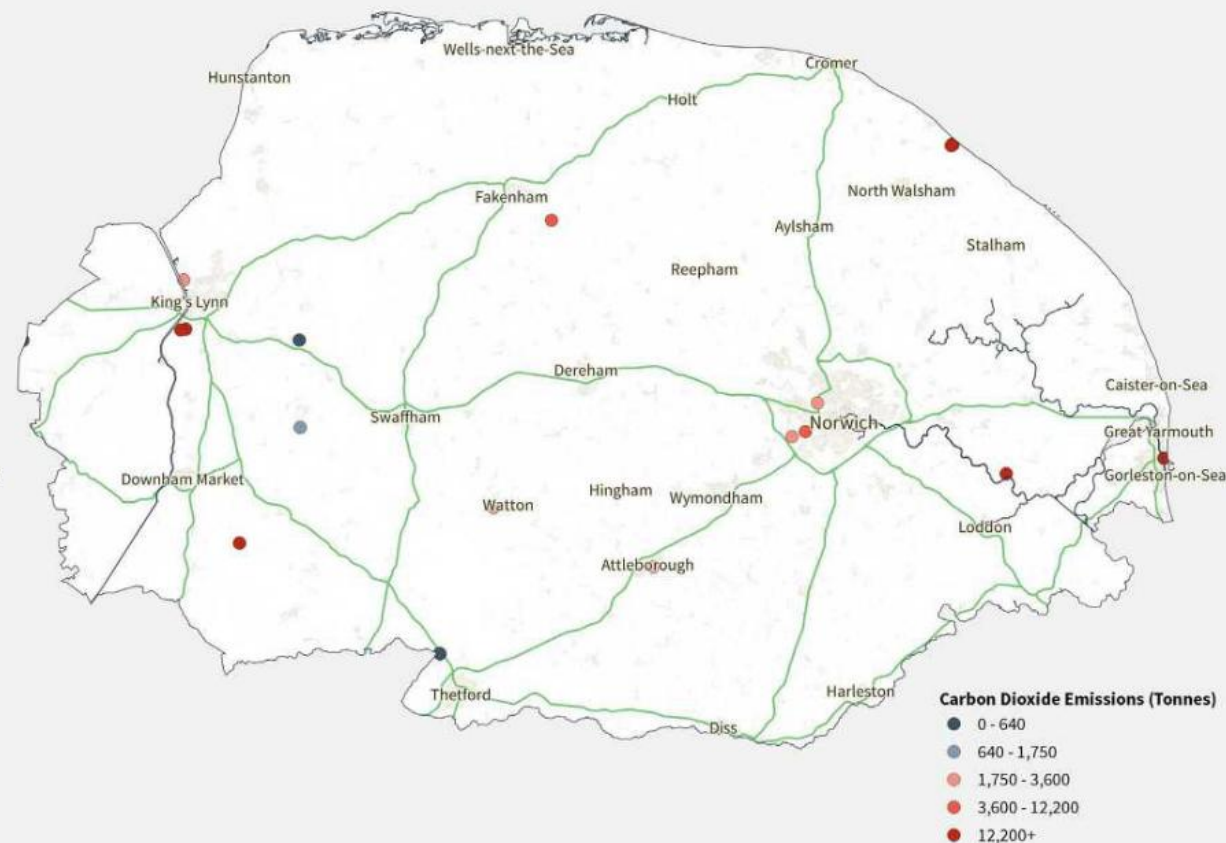 Cromer
Wells-next-the-Sea
Hunstanton
Holt
North Walsham
Fakenham
Aylsham
Stalham
Reepham
King's Lynn
Dereham
Caister-on-Sea
Swaffham
Norwich
Great Yarmouth
Downham Market
Gorleston-on-Sea
Hingham
Wymondham
Watton
Loddon
Attleborough
Thetford
Harleston
Diss
Carbon Dioxide Emissions (Tonnes)
0 - 640
640 - 1,750
1,750 - 3,600
3,600 - 12,200
12,200+